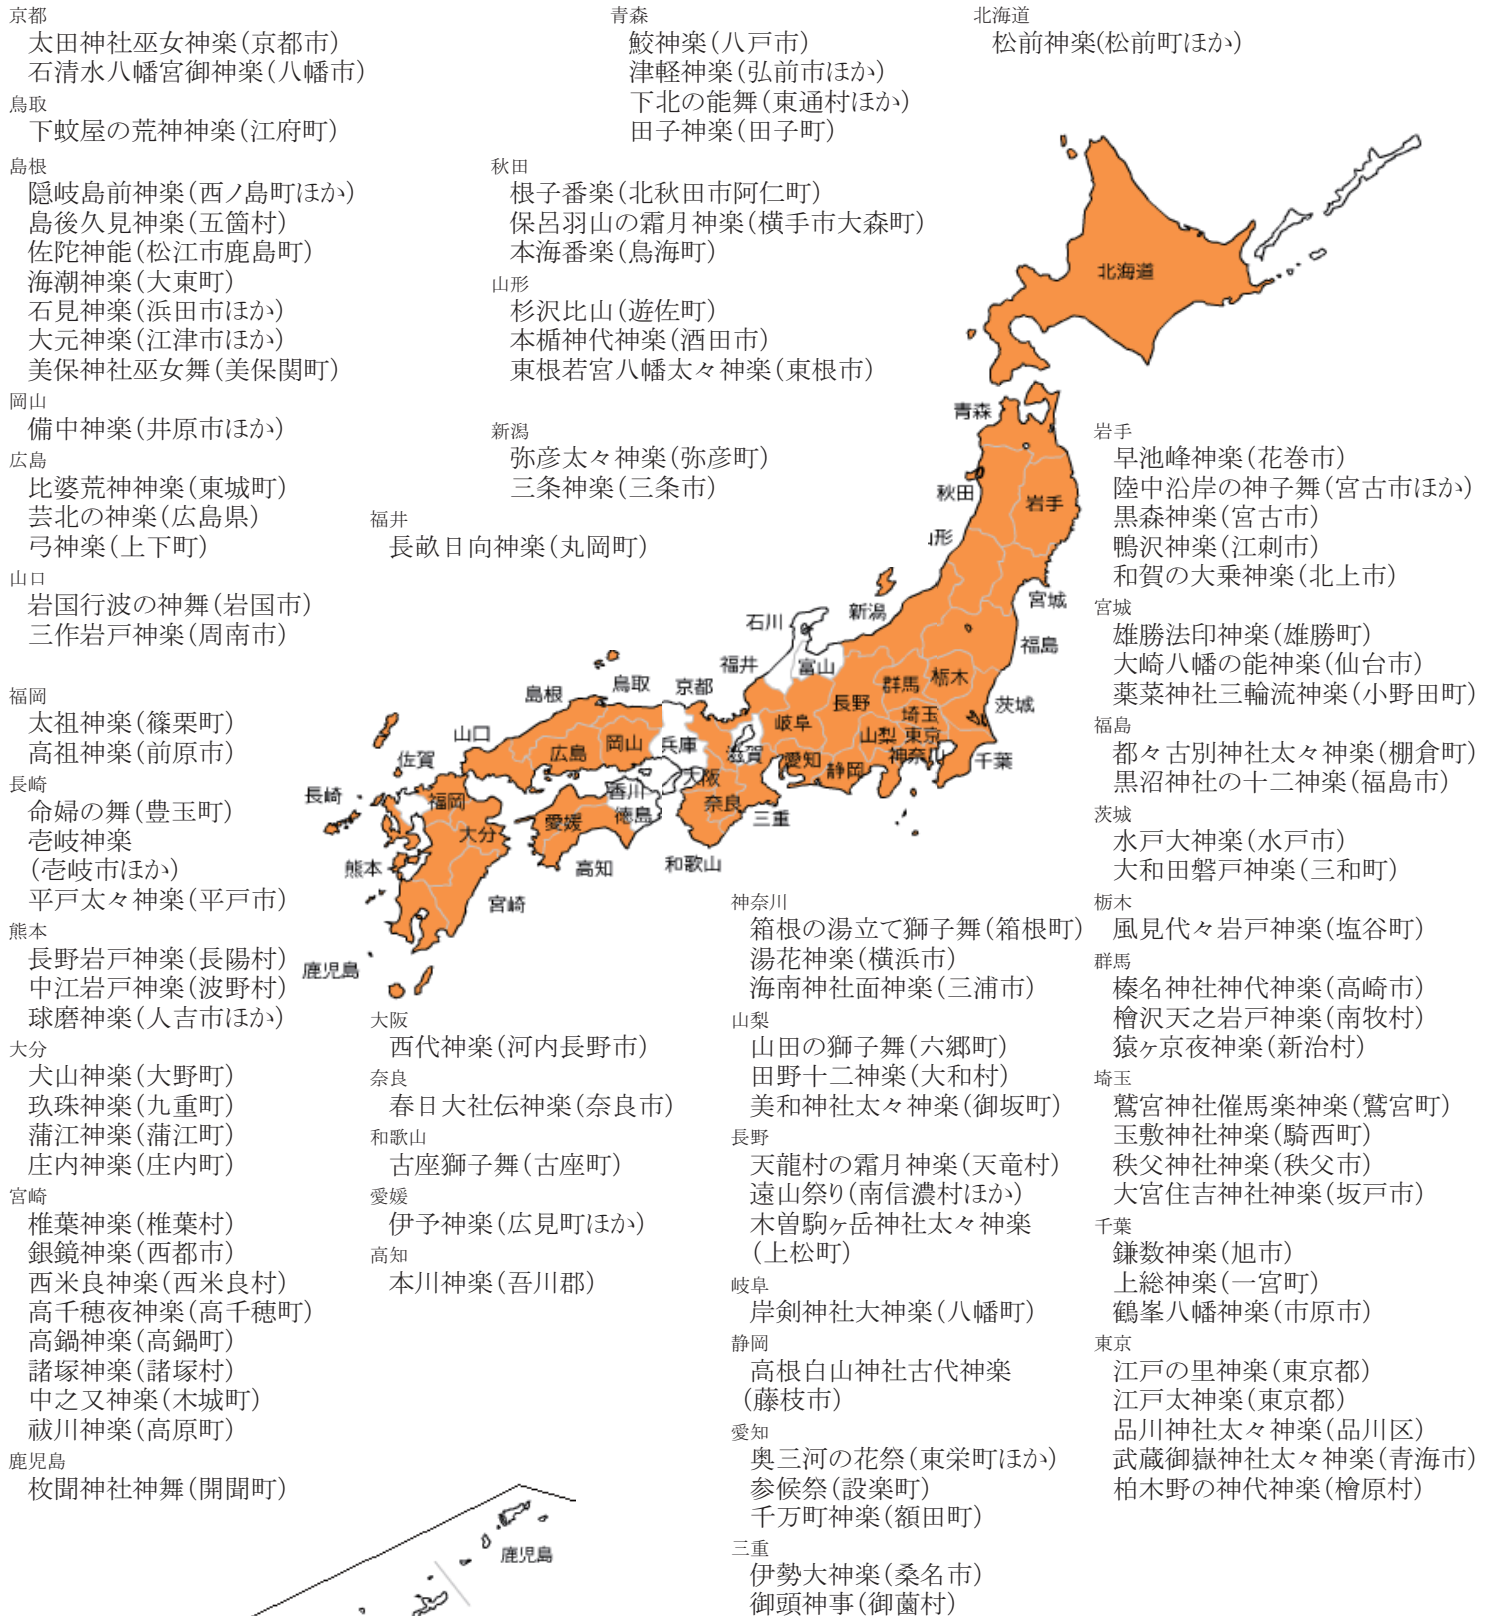 京都
太田神社巫女神楽(京都市)
石清水八幡宮御神楽(八幡市)
鳥取
下蚊屋の荒神神楽(江府町)
島根
隠岐島前神楽(西ノ島町ほか)
島後久見神楽(五箇村)
佐陀神能(松江市鹿島町)
海潮神楽(大東町)
石見神楽(浜田市ほか)
大元神楽(江津市ほか)
美保神社巫女舞(美保関町)
岡山
備中神楽(井原市ほか)
広島
比婆荒神神楽(東城町)
芸北の神楽(広島県)
弓神楽(上下町)
山口
岩国行波の神舞(岩国市)
三作岩戸神楽(周南市)
福岡
太祖神楽(篠栗町)
高祖神楽(前原市)
長崎
命婦の舞(豊玉町)
壱岐神楽
(壱岐市ほか)
平戸太々神楽(平戸市)
熊本
長野岩戸神楽(長陽村)
中江岩戸神楽(波野村)
球磨神楽(人吉市ほか)
大分
犬山神楽(大野町)
玖珠神楽(九重町)
蒲江神楽(蒲江町)
庄内神楽(庄内町)
宮崎
椎葉神楽(椎葉村)
銀鏡神楽(西都市)
西米良神楽(西米良村)
高千穂夜神楽(高千穂町)
高鍋神楽(高鍋町)
諸塚神楽(諸塚村)
中之又神楽(木城町)
祓川神楽(高原町)
鹿児島
枚聞神社神舞(開聞町)
青森
鮫神楽(八戸市)
津軽神楽(弘前市ほか)
下北の能舞(東通村ほか)
田子神楽(田子町)
秋田
根子番楽(北秋田市阿仁町)
保呂羽山の霜月神楽(横手市大森町)
本海番楽(鳥海町)
山形
杉沢比山(遊佐町)
本楯神代神楽(酒田市)
東根若宮八幡太々神楽(東根市)
新潟
弥彦太々神楽(弥彦町)
三条神楽(三条市)
福井
長畝日向神楽(丸岡町)
北海道
松前神楽(松前町ほか)
北海道
青森
秋田
岩手
山形
宮城
新潟
福島
石川
富山
福井
群馬
栃木
長野
茨城
埼玉
岐阜
山梨
東京
神奈川
千葉
静岡
愛知
滋賀
京都
鳥取
島根
兵庫
岡山
広島
山口
大阪
奈良
三重
和歌山
香川
徳島
愛媛
高知
佐賀
長崎
福岡
大分
熊本
宮崎
鹿児島
大阪
西代神楽(河内長野市)
奈良
春日大社伝神楽(奈良市)
和歌山
古座獅子舞(古座町)
愛媛
伊予神楽(広見町ほか)
高知
本川神楽(吾川郡)
神奈川
箱根の湯立て獅子舞(箱根町)
湯花神楽(横浜市)
海南神社面神楽(三浦市)
山梨
山田の獅子舞(六郷町)
田野十二神楽(大和村)
美和神社太々神楽(御坂町)
長野
天龍村の霜月神楽(天竜村)
遠山祭り(南信濃村ほか)
木曽駒ヶ岳神社太々神楽
(上松町)
岐阜
岸剣神社大神楽(八幡町)
静岡
高根白山神社古代神楽
(藤枝市)
愛知
奥三河の花祭(東栄町ほか)
参候祭(設楽町)
千万町神楽(額田町)
三重
伊勢大神楽(桑名市)
御頭神事(御薗村)
岩手
早池峰神楽(花巻市)
陸中沿岸の神子舞(宮古市ほか)
黒森神楽(宮古市)
鴨沢神楽(江刺市)
和賀の大乗神楽(北上市)
宮城
雄勝法印神楽(雄勝町)
大崎八幡の能神楽(仙台市)
薬菜神社三輪流神楽(小野田町)
福島
都々古別神社太々神楽(棚倉町)
黒沼神社の十二神楽(福島市)
茨城
水戸大神楽(水戸市)
大和田磐戸神楽(三和町)
栃木
風見代々岩戸神楽(塩谷町)
群馬
榛名神社神代神楽(高崎市)
檜沢天之岩戸神楽(南牧村)
猿ヶ京夜神楽(新治村)
埼玉
鷲宮神社催馬楽神楽(鷲宮町)
玉敷神社神楽(騎西町)
秩父神社神楽(秩父市)
大宮住吉神社神楽(坂戸市)
千葉
鎌数神楽(旭市)
上総神楽(一宮町)
鶴峯八幡神楽(市原市)
東京
江戸の里神楽(東京都)
江戸太神楽(東京都)
品川神社太々神楽(品川区)
武蔵御嶽神社太々神楽(青海市)
柏木野の神代神楽(檜原村)
鹿児島